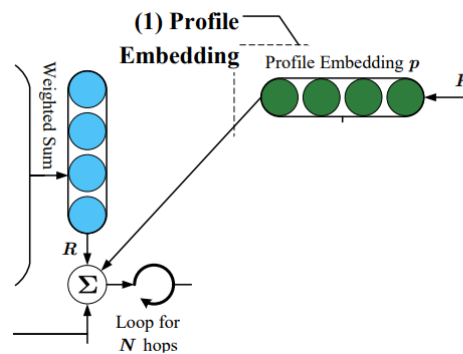 (1) Profile
Embedding
Profile Embedding p
Weighted Sum
R
Σ
Loop for
N hops